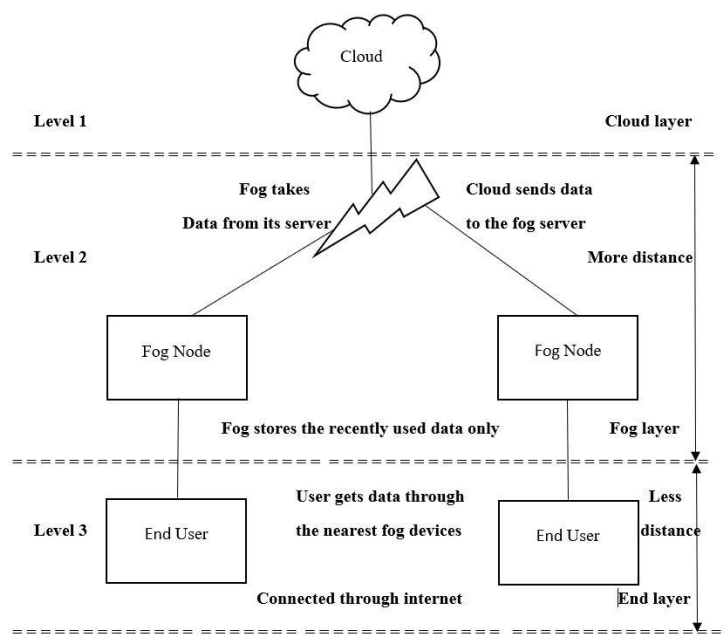 Cloud
Level 1
Cloud layer
Fog takes
Data from its server
Cloud sends data
to the fog server
Level 2
More distance
Fog Node
Fog Node
Fog stores the recently used data only
Fog layer
User gets data through
the nearest fog devices
Less
distance
Level 3
End User
End User
Connected through internet
End layer